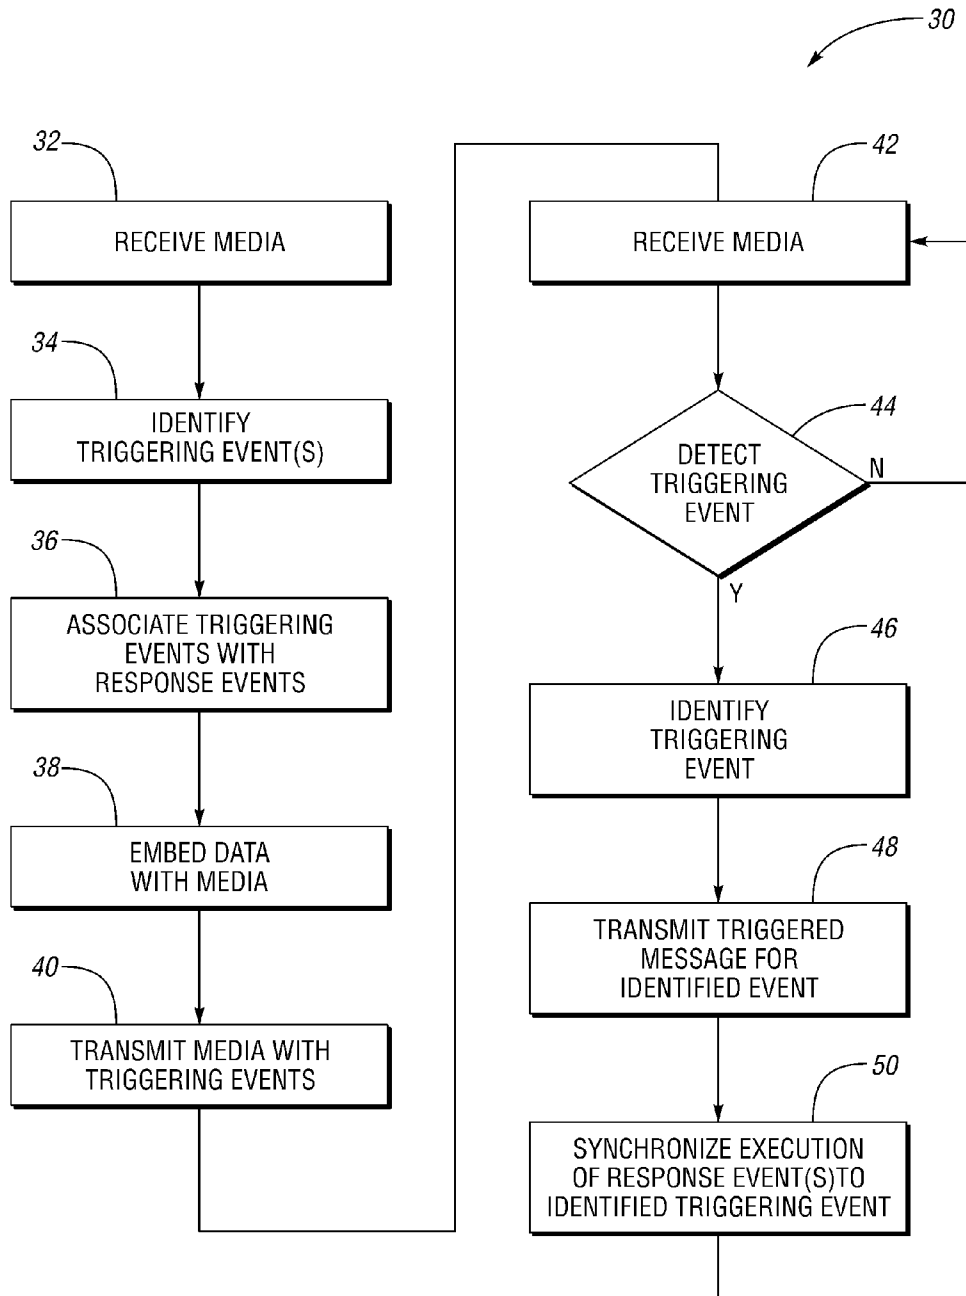 30
32
RECEIVE MEDIA
34
IDENTIFY
TRIGGERING EVENT(S)
36
ASSOCIATE TRIGGERING
EVENTS WITH
RESPONSE EVENTS
38
EMBED DATA
WITH MEDIA
40
TRANSMIT MEDIA WITH
TRIGGERING EVENTS
42
RECEIVE MEDIA
44
DETECT
TRIGGERING
EVENT
N
Y
46
IDENTIFY
TRIGGERING
EVENT
48
TRANSMIT TRIGGERED
MESSAGE FOR
IDENTIFIED EVENT
50
SYNCHRONIZE EXECUTION
OF RESPONSE EVENT(S)TO
IDENTIFIED TRIGGERING EVENT